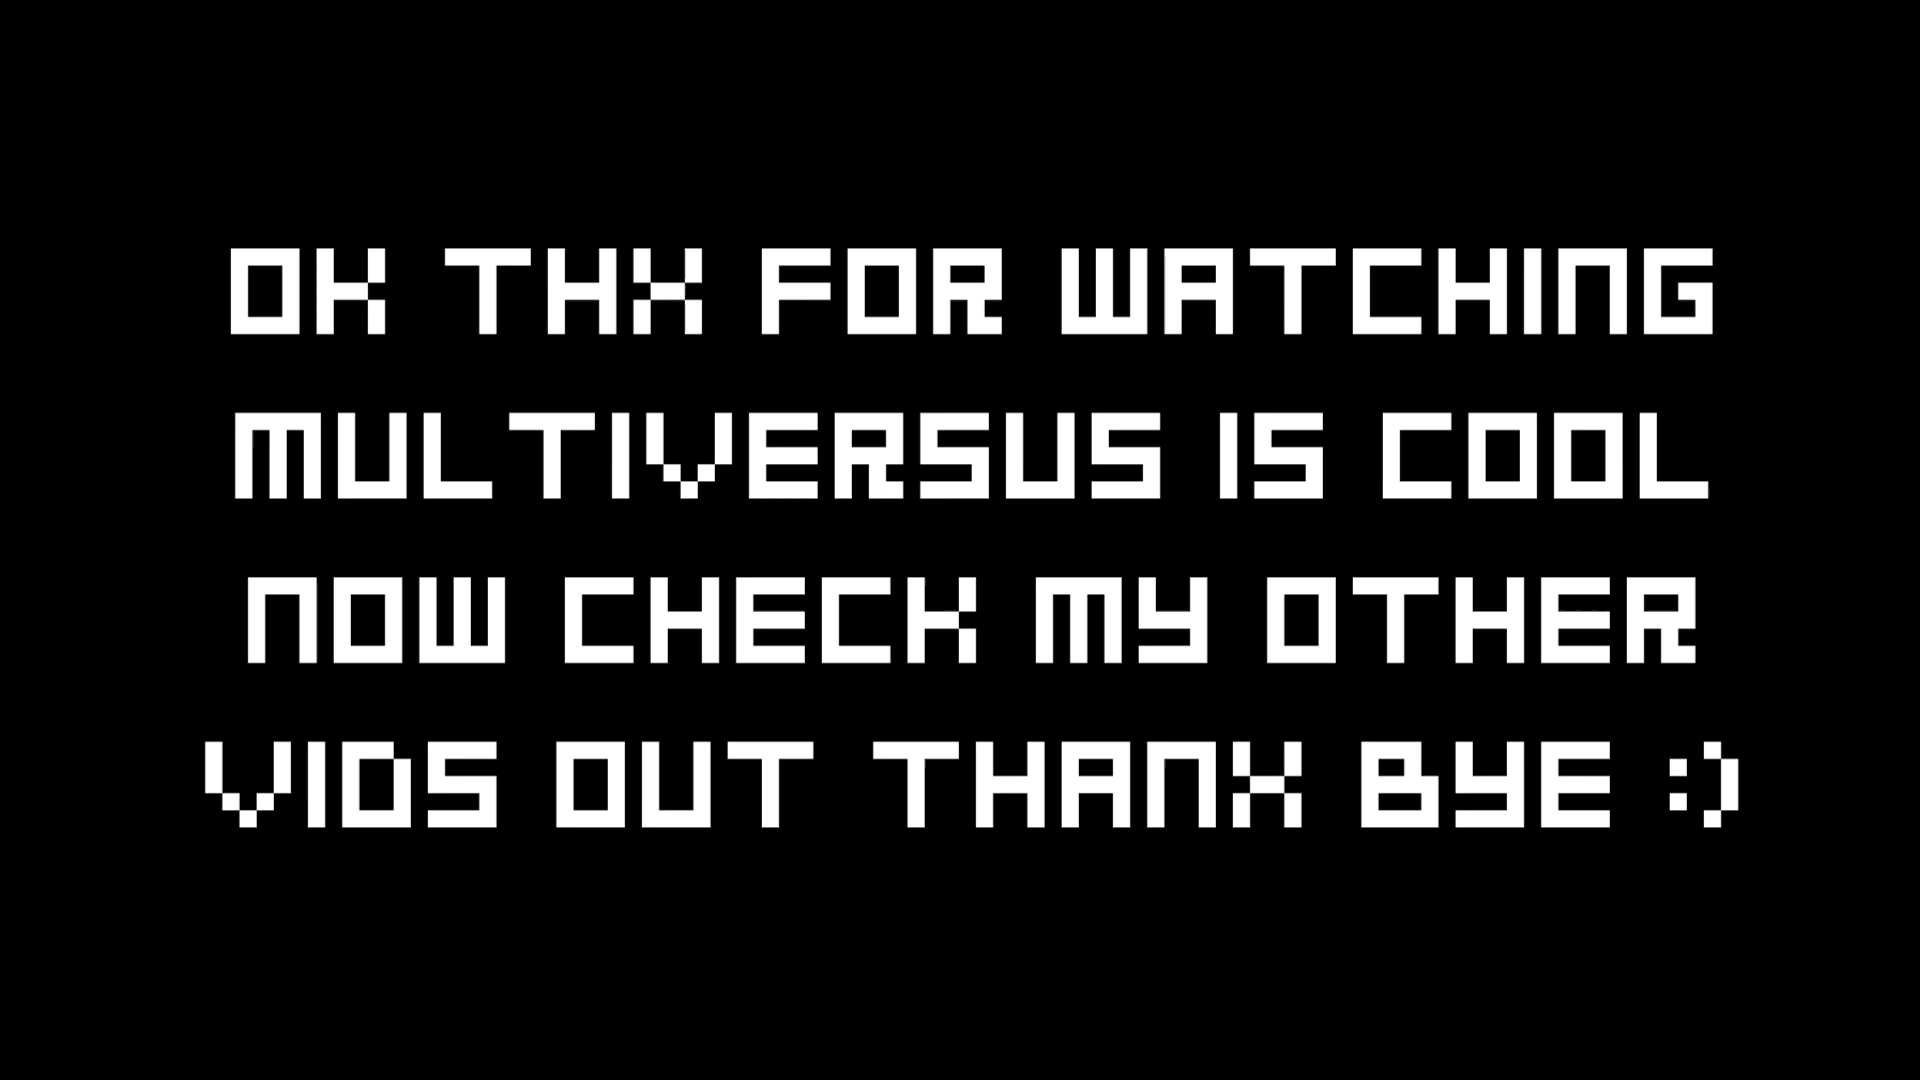 OK THX FOR WATCHING
MULTIVERSUS IS COOL
NOW CHECK MY OTHER
VIDS OUT THANX BYE :)